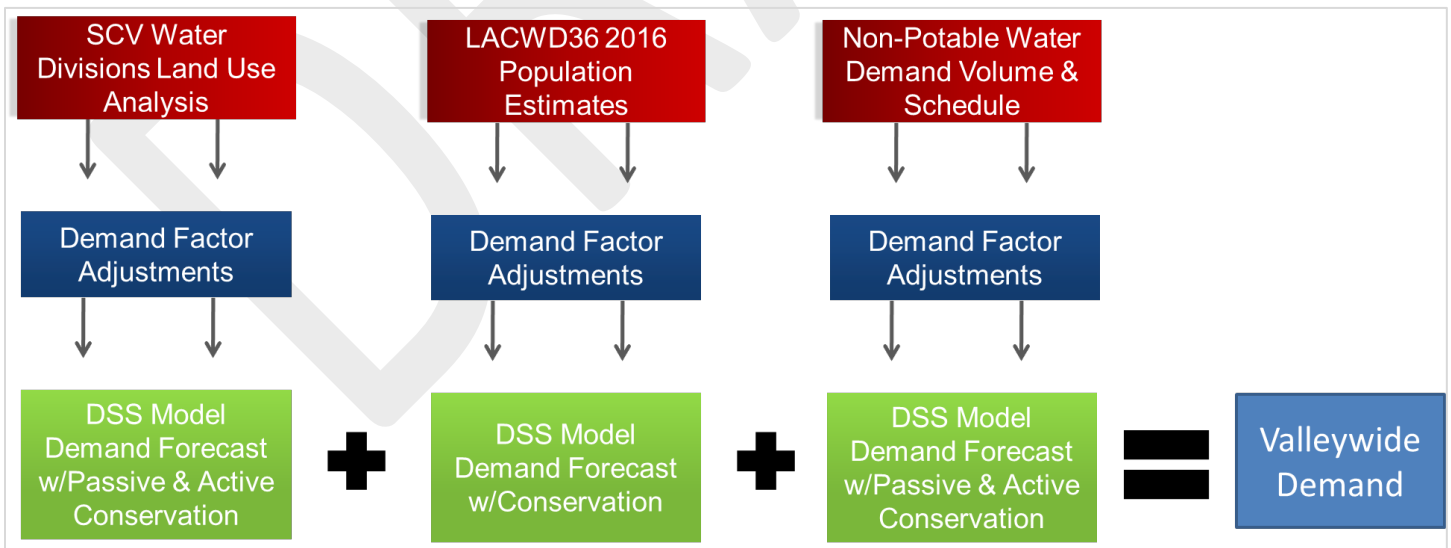 SCV Water
Divisions Land Use
Analysis
LACWD36 2016
Population
Estimates
Non-Potable Water
Demand Volume &
Schedule
Demand Factor
Adjustments
Demand Factor
Adjustments
Demand Factor
Adjustments
DSS Model
Demand Forecast
w/Passive & Active
Conservation
DSS Model
Demand Forecast
w/Conservation
DSS Model
Demand Forecast
w/Passive & Active
Conservation
Valleywide
Demand